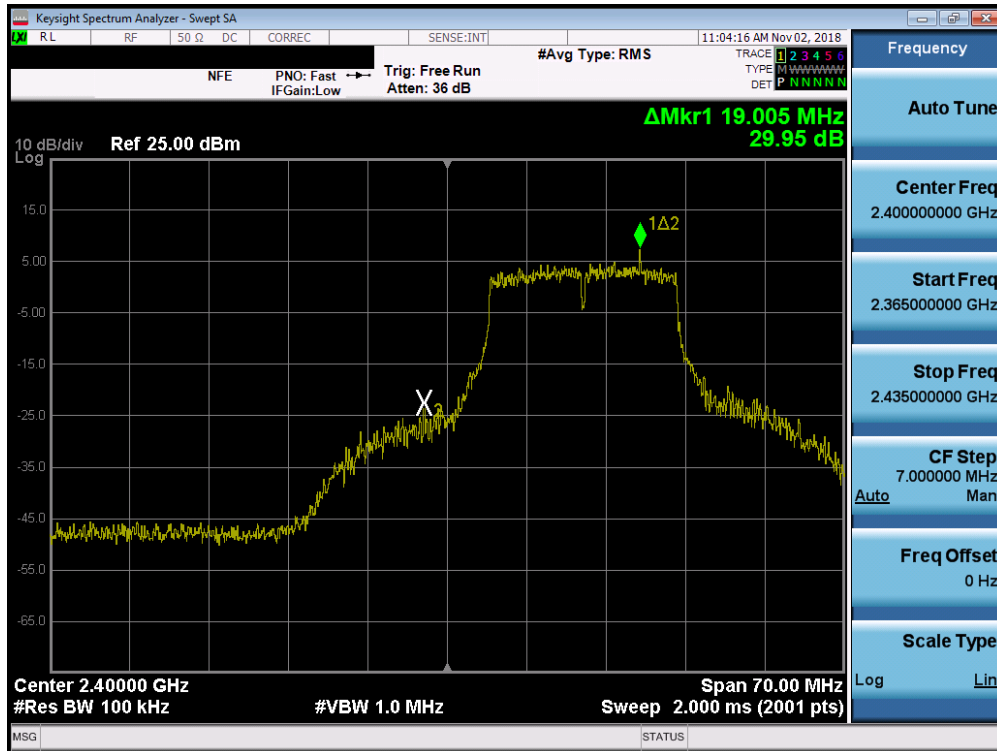 Keysight Spectrum Analyzer - Swept SA
LXI RL RF 50 Ω DC CORREC SENSE:INT 11:04:16 AM Nov 02, 2018
#Avg Type: RMS
TRACE 1 2 3 4 5 6
TYPE M WWWWW
DET P N N N N N
NFE
PNO: Fast
IFGain:Low
Trig: Free Run
Atten: 36 dB
ΔMkr1 19.005 MHz
29.95 dB
10 dB/div Ref 25.00 dBm
Log
15.0
5.00
-5.00
-15.0
-25.0
-35.0
-45.0
-55.0
-65.0
1Δ2
X2
Center 2.40000 GHz
Span 70.00 MHz
#Res BW 100 kHz
#VBW 1.0 MHz
Sweep 2.000 ms (2001 pts)
MSG
STATUS
Frequency
Auto Tune
Center Freq
2.400000000 GHz
Start Freq
2.365000000 GHz
Stop Freq
2.435000000 GHz
CF Step
7.000000 MHz
Auto Man
Freq Offset
0 Hz
Scale Type
Log Lin